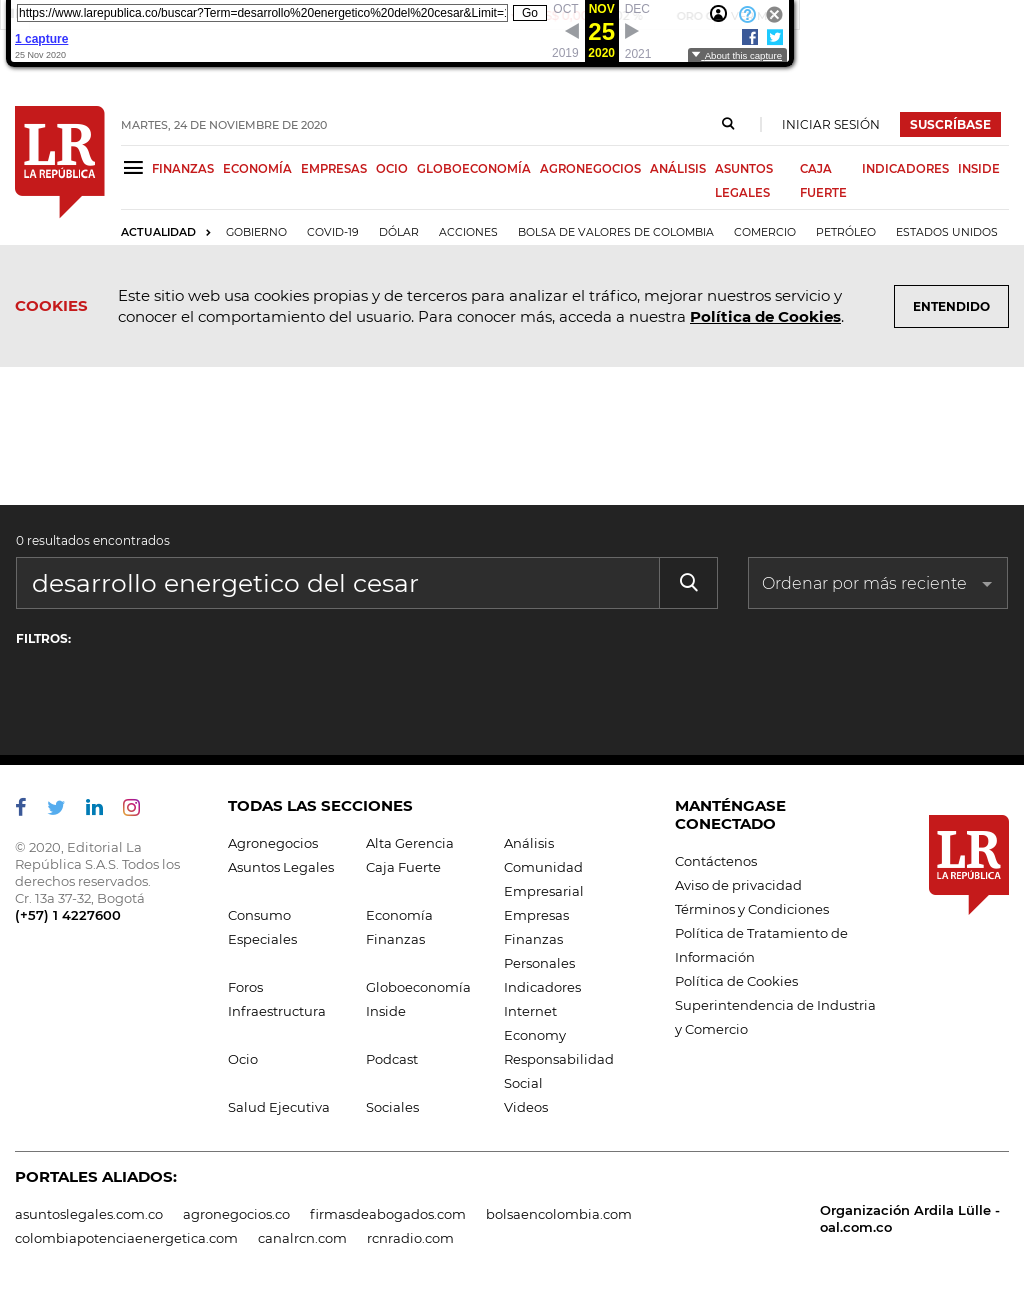 https://www.larepublica.co/buscar?Term=desarrollo%20energetico%20del%20cesar&Limit=
Go
OCT NOV DEC
25
2019 2020 2021
1 capture
25 Nov 2020
About this capture
MARTES, 24 DE NOVIEMBRE DE 2020
INICIAR SESIÓN
SUSCRÍBASE
LR
LA REPÚBLICA
FINANZAS ECONOMÍA EMPRESAS OCIO GLOBOECONOMÍA AGRONEGOCIOS ANÁLISIS ASUNTOS LEGALES CAJA FUERTE INDICADORES INSIDE
ACTUALIDAD GOBIERNO COVID-19 DÓLAR ACCIONES BOLSA DE VALORES DE COLOMBIA COMERCIO PETRÓLEO ESTADOS UNIDOS
COOKIES
Este sitio web usa cookies propias y de terceros para analizar el tráfico, mejorar nuestros servicio y
conocer el comportamiento del usuario. Para conocer más, acceda a nuestra Política de Cookies.
ENTENDIDO
0 resultados encontrados
desarrollo energetico del cesar
Ordenar por más reciente
FILTROS:
© 2020, Editorial La
República S.A.S. Todos los
derechos reservados.
Cr. 13a 37-32, Bogotá
(+57) 1 4227600
TODAS LAS SECCIONES
Agronegocios Alta Gerencia Análisis
Asuntos Legales Caja Fuerte Comunidad
Empresarial
Consumo Economía Empresas
Especiales Finanzas Finanzas
Personales
Foros Globoeconomía Indicadores
Infraestructura Inside Internet
Economy
Ocio Podcast Responsabilidad
Social
Salud Ejecutiva Sociales Videos
MANTÉNGASE
CONECTADO
Contáctenos
Aviso de privacidad
Términos y Condiciones
Política de Tratamiento de
Información
Política de Cookies
Superintendencia de Industria
y Comercio
LR
LA REPÚBLICA
PORTALES ALIADOS:
asuntoslegales.com.co agronegocios.co firmasdeabogados.com bolsaencolombia.com
colombiapotenciaenergetica.com canalrcn.com rcnradio.com
Organización Ardila Lülle -
oal.com.co